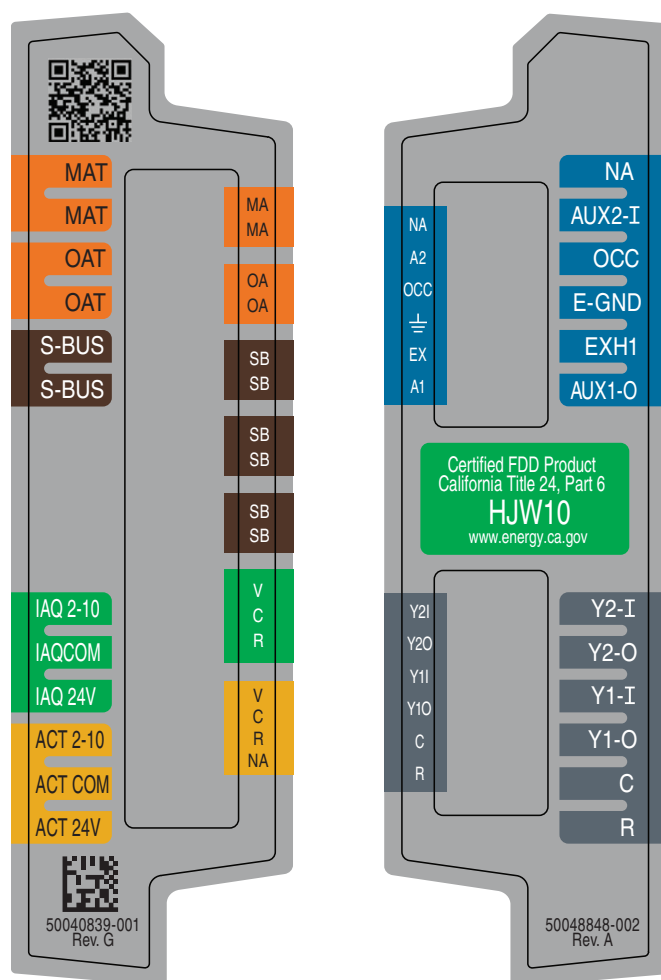 MAT
MAT
OAT
OAT
S-BUS
S-BUS
IAQ 2-10
IAQCOM
IAQ 24V
ACT 2-10
ACT COM
ACT 24V
MA
MA
OA
OA
SB
SB
SB
SB
SB
SB
V
C
R
V
C
R
NA
50040839-001
Rev. G
NA
A2
OCC
EX
A1
NA
AUX2-I
OCC
E-GND
EXH1
AUX1-O
Certified FDD Product
California Title 24, Part 6
HJW10
www.energy.ca.gov
Y2I
Y2O
Y1I
Y1O
C
R
Y2-I
Y2-O
Y1-I
Y1-O
C
R
50048848-002
Rev. A